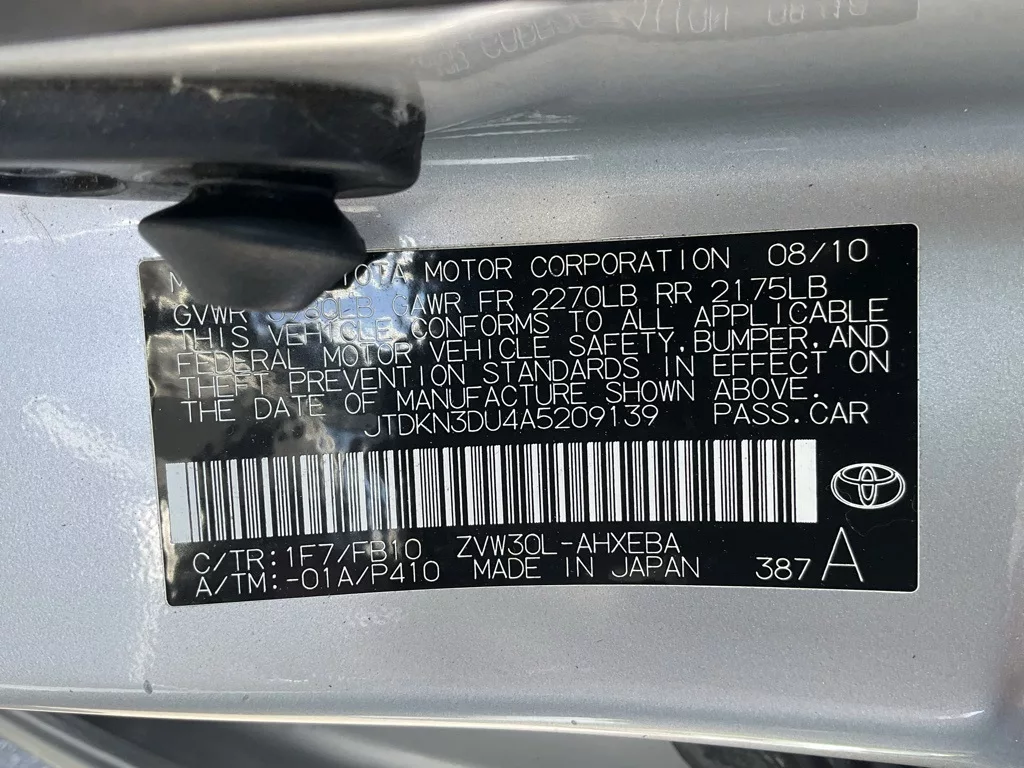 TOYOTA MOTOR CORPORATION 08/10
GVWR LB GAWR FR 2270LB RR 2175LB
THIS VEHICLE CONFORMS TO ALL APPLICABLE
FEDERAL MOTOR VEHICLE SAFETY, BUMPER, AND
THEFT PREVENTION STANDARDS IN EFFECT ON
THE DATE OF MANUFACTURE SHOWN ABOVE.
JTDKN3DU4A5209139 PASS.CAR
C/TR:1F7/FB10 ZVW30L-AHXEBA
A/TM:-01A/P410 MADE IN JAPAN 387 A